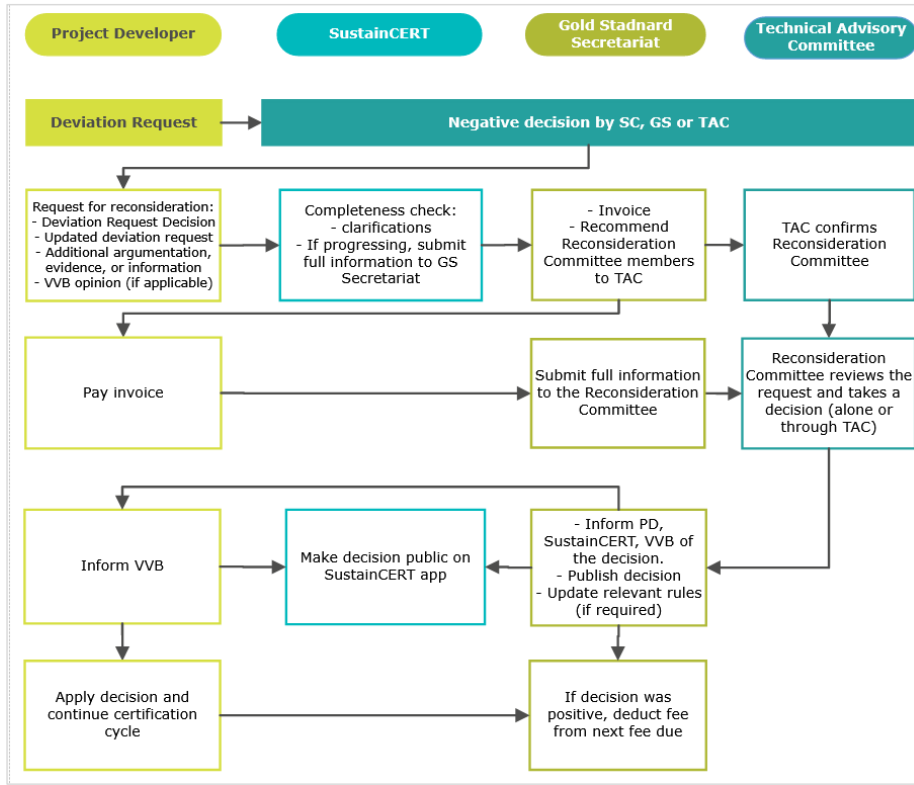 Project Developer
SustainCERT
Gold Stadnard
Secretariat
Technical Advisory
Committee
Deviation Request
Negative decision by SC, GS or TAC
Request for reconsideration:
- Deviation Request Decision
- Updated deviation request
- Additional argumentation,
evidence, or information
- VVB opinion (if applicable)
Completeness check:
- clarifications
- If progressing, submit
full information to GS
Secretariat
- Invoice
- Recommend
Reconsideration
Committee members
to TAC
TAC confirms
Reconsideration
Committee
Pay invoice
Submit full information
to the Reconsideration
Committee
Reconsideration
Committee reviews the
request and takes a
decision (alone or
through TAC)
Inform VVB
Make decision public on
SustainCERT app
- Inform PD,
SustainCERT, VVB of
the decision.
- Publish decision
- Update relevant rules
(if required)
Apply decision and
continue certification
cycle
If decision was
positive, deduct fee
from next fee due